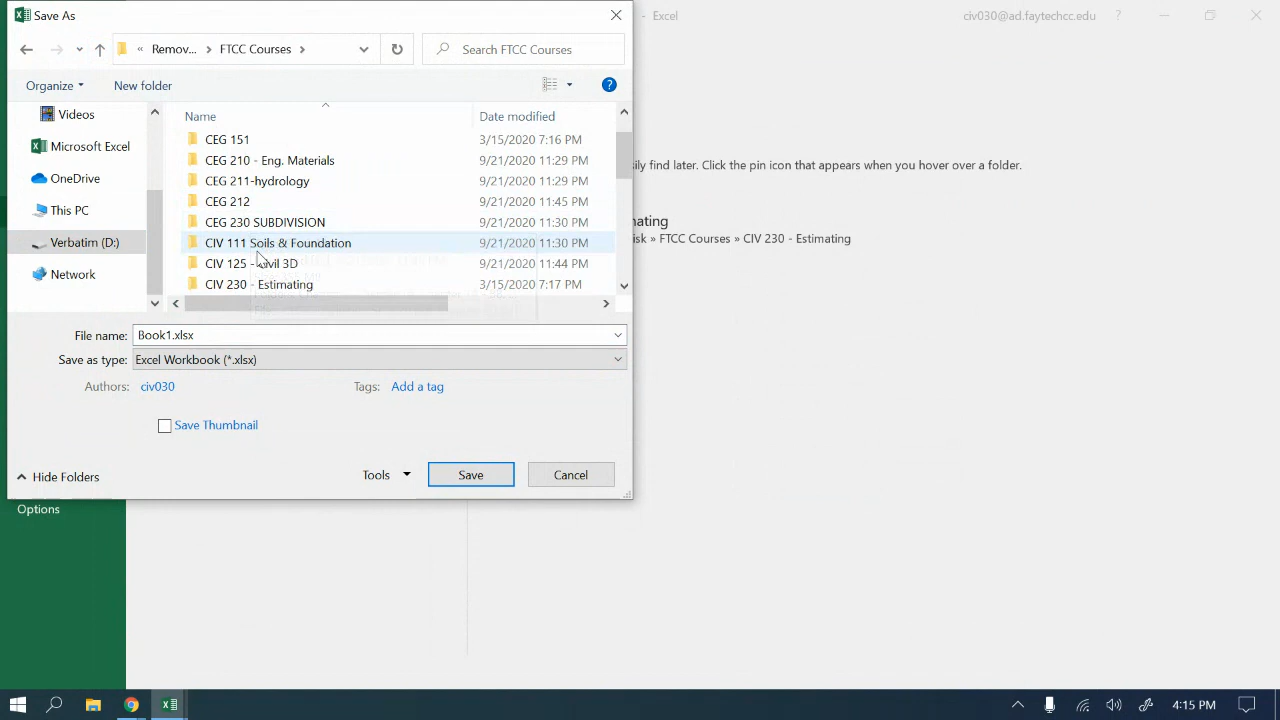 Save As
- Excel
civ030@ad.faytechcc.edu
?
« Remov... > FTCC Courses >
Search FTCC Courses
Organize
New folder
?
Name
Date modified
Videos
Microsoft Excel
OneDrive
This PC
Verbatim (D:)
Network
CEG 151 3/15/2020 7:16 PM
CEG 210 - Eng. Materials 9/21/2020 11:29 PM
CEG 211-hydrology 9/21/2020 11:29 PM
CEG 212 9/21/2020 11:45 PM
CEG 230 SUBDIVISION 9/21/2020 11:30 PM
CIV 111 Soils & Foundation 9/21/2020 11:30 PM
CIV 125 - Civil 3D 9/21/2020 11:44 PM
CIV 230 - Estimating 3/15/2020 7:17 PM
sily find later. Click the pin icon that appears when you hover over a folder.
nating
isk » FTCC Courses » CIV 230 - Estimating
File name: Book1.xlsx
Save as type: Excel Workbook (*.xlsx)
Authors: civ030
Tags: Add a tag
Save Thumbnail
Hide Folders
Tools
Save
Cancel
Options
4:15 PM